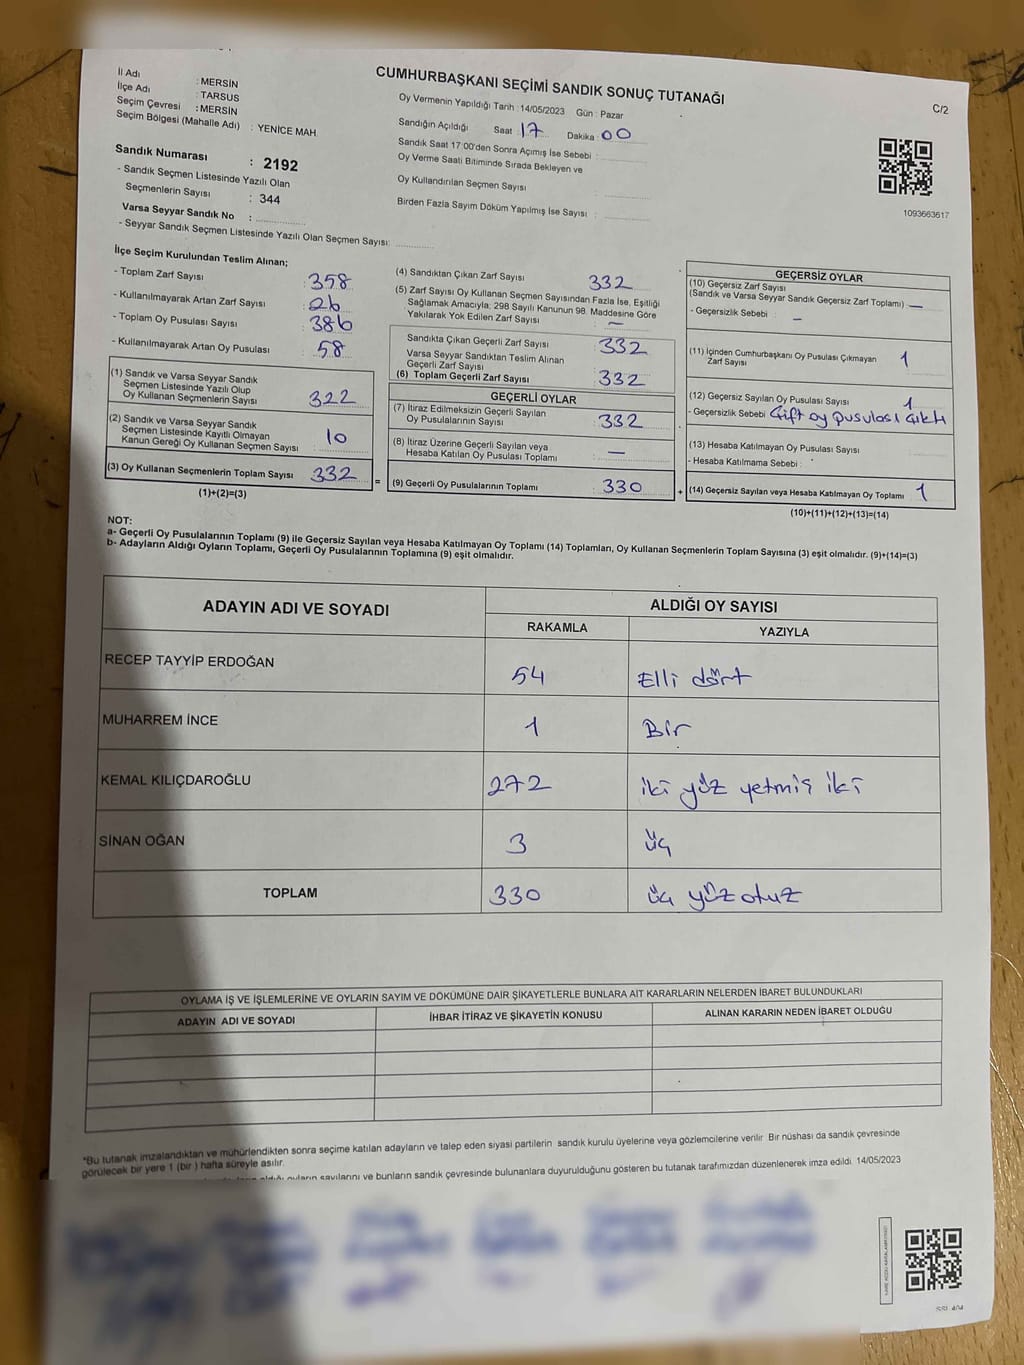 İl Adı : MERSİN
İlçe Adı : TARSUS
Seçim Çevresi : MERSİN
Seçim Bölgesi (Mahalle Adı) : YENİCE MAH.
Sandık Numarası : 2192
- Sandık Seçmen Listesinde Yazılı Olan
Seçmenlerin Sayısı : 344
Varsa Seyyar Sandık No :
- Seyyar Sandık Seçmen Listesinde Yazılı Olan Seçmen Sayısı:
CUMHURBAŞKANI SEÇİMİ SANDIK SONUÇ TUTANAĞI
Oy Vermenin Yapıldığı Tarih : 14/05/2023 Gün : Pazar
Sandığın Açıldığı Saat : 17 Dakika : 00
Sandık Saat 17:00'den Sonra Açımış İse Sebebi :
Oy Verme Saati Bitiminde Sırada Bekleyen ve
Oy Kullandırılan Seçmen Sayısı
Birden Fazla Sayım Döküm Yapılmış İse Sayısı :
C/2
1093663617
İlçe Seçim Kurulundan Teslim Alınan;
- Toplam Zarf Sayısı : 358
- Kullanılmayarak Artan Zarf Sayısı : 26
- Toplam Oy Pusulası Sayısı : 386
- Kullanılmayarak Artan Oy Pusulası : 58
(1) Sandık ve Varsa Seyyar Sandık
Seçmen Listesinde Yazılı Olup
Oy Kullanan Seçmenlerin Sayısı 322
(2) Sandık ve Varsa Seyyar Sandık
Seçmen Listesinde Kayıtlı Olmayan
Kanun Gereği Oy Kullanan Seçmen Sayısı : 10
(3) Oy Kullanan Seçmenlerin Toplam Sayısı 332
(1)+(2)=(3)
=
(4) Sandıktan Çıkan Zarf Sayısı 332
(5) Zarf Sayısı Oy Kullanan Seçmen Sayısından Fazla İse, Eşitliği
Sağlamak Amacıyla; 298 Sayılı Kanunun 98. Maddesine Göre
Yakılarak Yok Edilen Zarf Sayısı : —
Sandıkta Çıkan Geçerli Zarf Sayısı : 332
Varsa Seyyar Sandıktan Teslim Alınan
Geçerli Zarf Sayısı
(6) Toplam Geçerli Zarf Sayısı : 332
GEÇERLİ OYLAR
(7) İtiraz Edilmeksizin Geçerli Sayılan
Oy Pusulalarının Sayısı : 332
(8) İtiraz Üzerine Geçerli Sayılan veya
Hesaba Katılan Oy Pusulası Toplamı : —
(9) Geçerli Oy Pusulalarının Toplamı 330
+
GEÇERSİZ OYLAR
(10) Geçersiz Zarf Sayısı
(Sandık ve Varsa Seyyar Sandık Geçersiz Zarf Toplamı) —
- Geçersizlik Sebebi : —
(11) İçinden Cumhurbaşkanı Oy Pusulası Çıkmayan
Zarf Sayısı 1
(12) Geçersiz Sayılan Oy Pusulası Sayısı : 1
- Geçersizlik Sebebi Çift oy pusulası çıktı
(13) Hesaba Katılmayan Oy Pusulası Sayısı
- Hesaba Katılmama Sebebi :
(14) Geçersiz Sayılan veya Hesaba Katılmayan Oy Toplamı 1
(10)+(11)+(12)+(13)=(14)
NOT:
a- Geçerli Oy Pusulalarının Toplamı (9) ile Geçersiz Sayılan veya Hesaba Katılmayan Oy Toplamı (14) Toplamları, Oy Kullanan Seçmenlerin Toplam Sayısına (3) eşit olmalıdır. (9)+(14)=(3)
b- Adayların Aldığı Oyların Toplamı, Geçerli Oy Pusulalarının Toplamına (9) eşit olmalıdır.
ADAYIN ADI VE SOYADI
ALDIĞI OY SAYISI
RAKAMLA YAZIYLA
RECEP TAYYİP ERDOĞAN 54 Elli dört
MUHARREM İNCE 1 Bir
KEMAL KILIÇDAROĞLU 272 iki yüz yetmiş iki
SİNAN OĞAN 3 üç
TOPLAM 330 üç yüz otuz
OYLAMA İŞ VE İŞLEMLERİNE VE OYLARIN SAYIM VE DÖKÜMÜNE DAİR ŞİKAYETLERLE BUNLARA AİT KARARLARIN NELERDEN İBARET BULUNDUKLARI
ADAYIN ADI VE SOYADI İHBAR İTİRAZ VE ŞİKAYETİN KONUSU ALINAN KARARIN NEDEN İBARET OLDUĞU
*Bu tutanak imzalandıktan ve mühürlendikten sonra seçime katılan adayların ve talep eden siyasi partilerin sandık kurulu üyelerine veya gözlemcilerine verilir. Bir nüshası da sandık çevresinde
görülecek bir yere 1 (bir ) hafta süreyle asılır.
aldığı oyların sayılarını ve bunların sandık çevresinde bulunanlara duyurulduğunu gösteren bu tutanak tarafımızdan düzenlenerek imza edildi. 14/05/2023